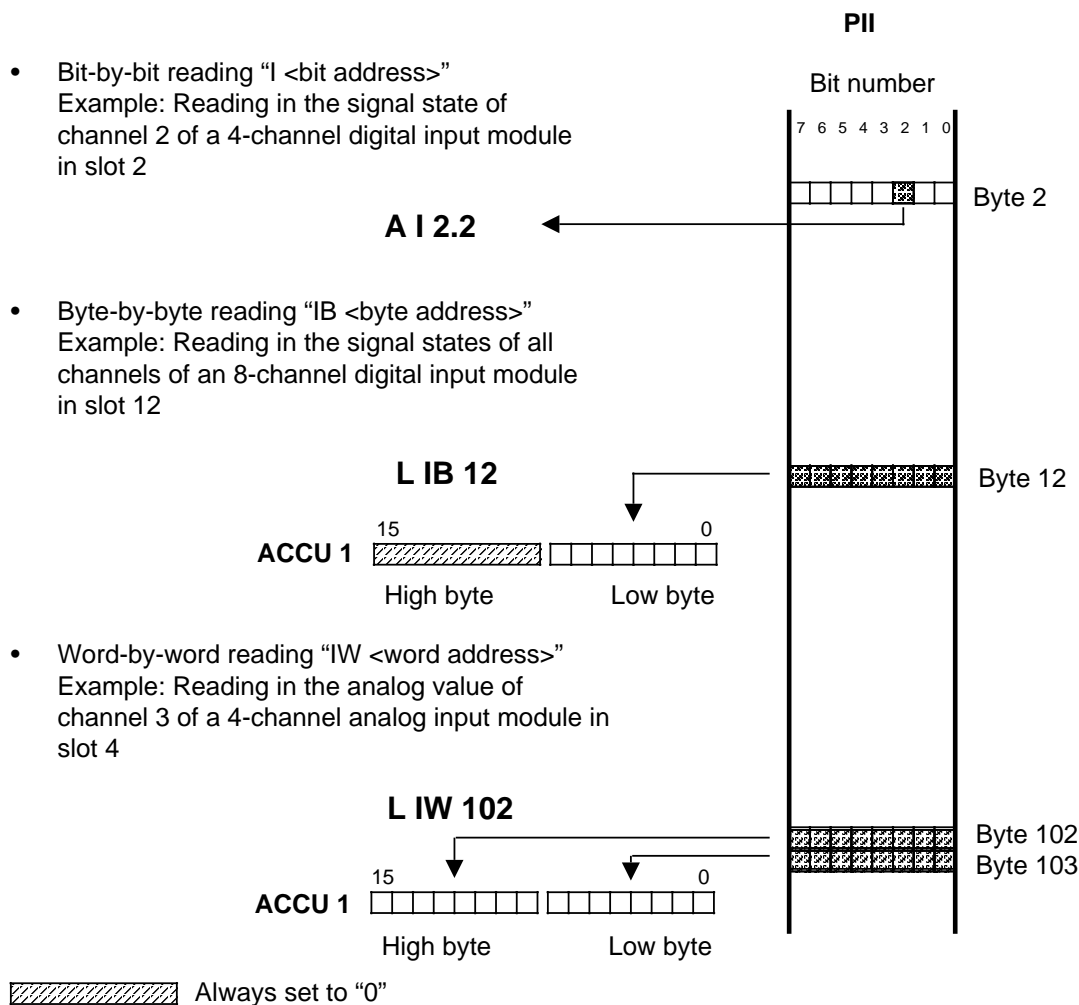 PII
• Bit-by-bit reading “I <bit address>”
Example: Reading in the signal state of
channel 2 of a 4-channel digital input module
in slot 2
Bit number
7 6 5 4 3 2 1 0
Byte 2
A I 2.2
• Byte-by-byte reading “IB <byte address>”
Example: Reading in the signal states of all
channels of an 8-channel digital input module
in slot 12
L IB 12
Byte 12
15 0
ACCU 1
High byte Low byte
• Word-by-word reading “IW <word address>”
Example: Reading in the analog value of
channel 3 of a 4-channel analog input module in
slot 4
L IW 102
Byte 102
Byte 103
15 0
ACCU 1
High byte Low byte
Always set to “0”